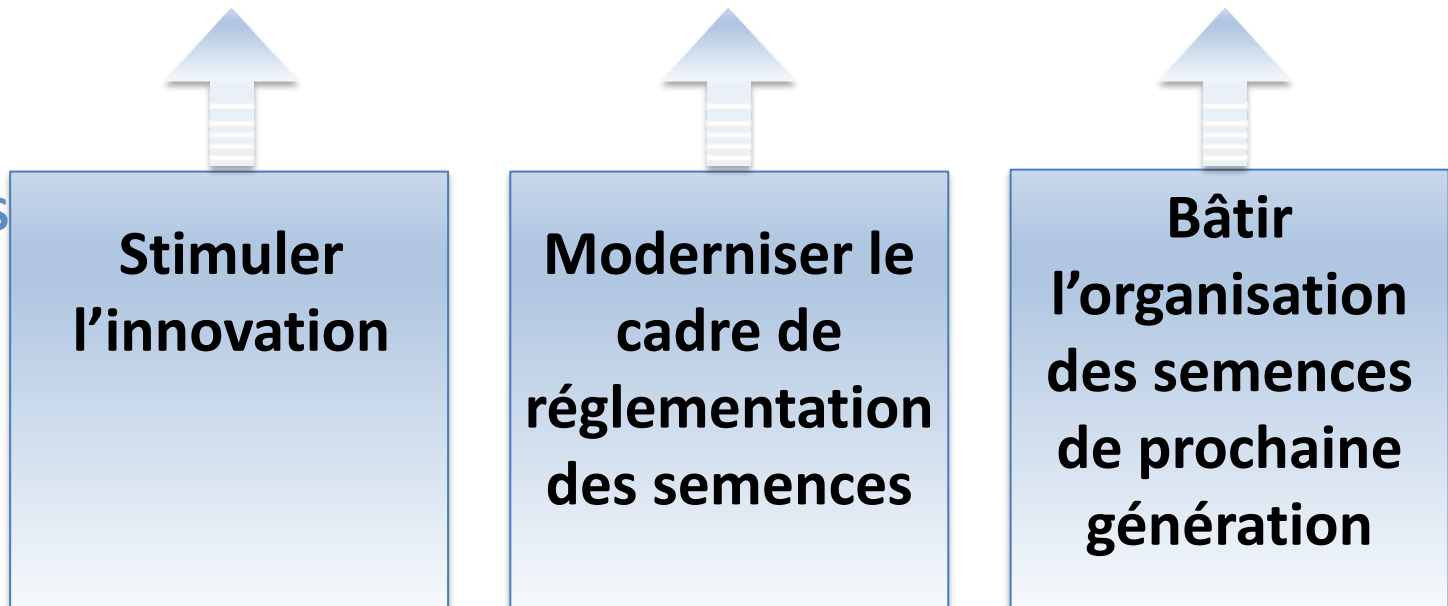 Stimuler
l’innovation
Moderniser le
cadre de
réglementation
des semences
Bâtir
l’organisation
des semences
de prochaine
génération